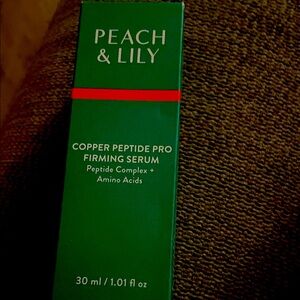 PEACH
& LILY
COPPER PEPTIDE PRO
FIRMING SERUM
Peptide Complex +
Amino Acids
30 ml / 1.01 fl oz